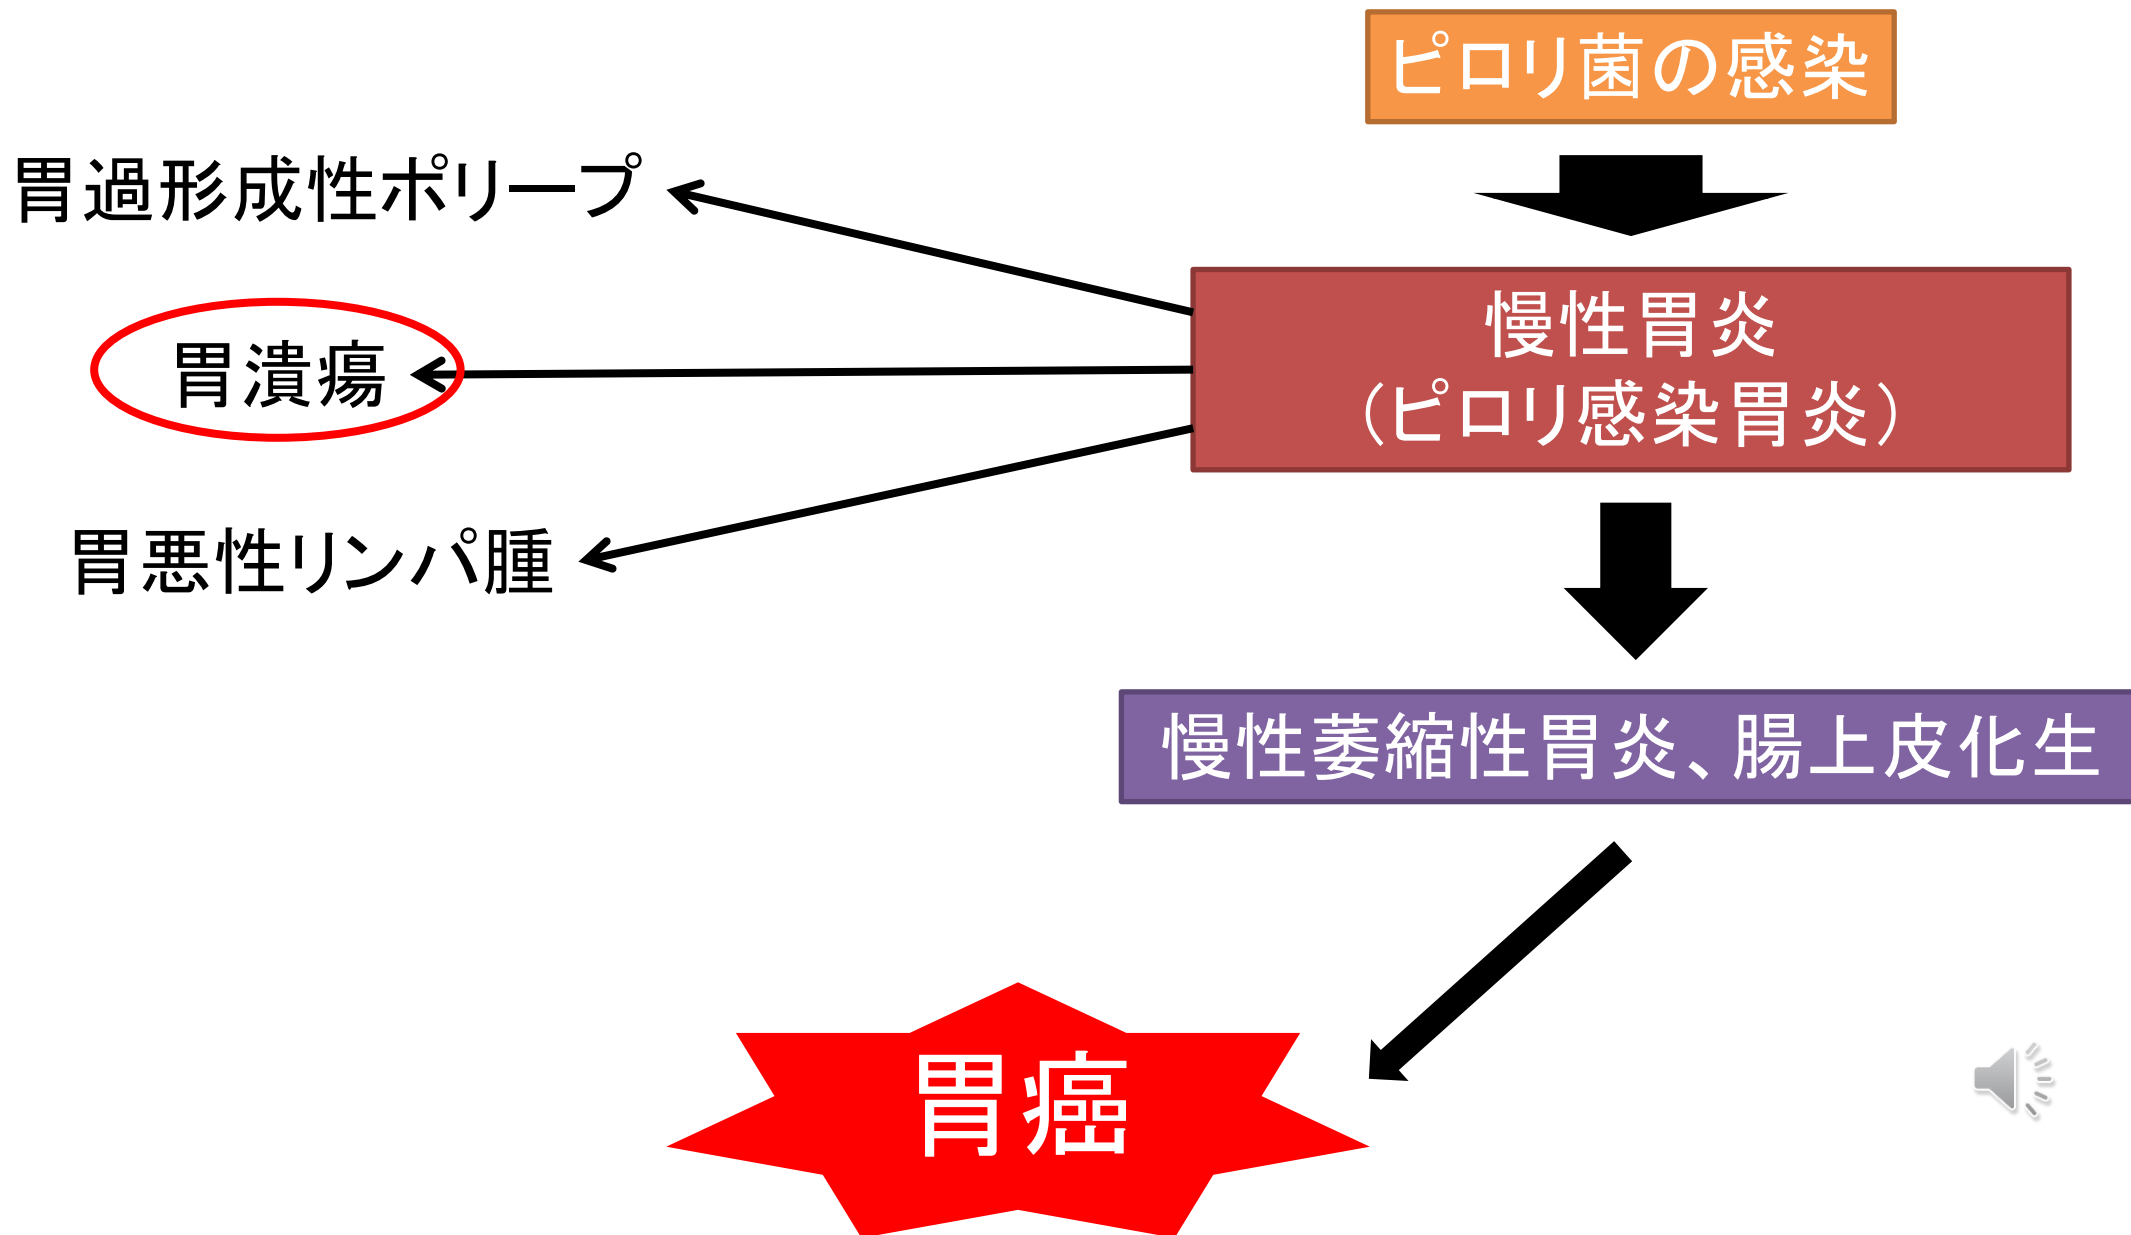 ピロリ菌の感染
胃過形成性ポリープ
慢性胃炎
（ピロリ感染胃炎）
胃潰瘍
胃悪性リンパ腫
慢性萎縮性胃炎、腸上皮化生
胃癌